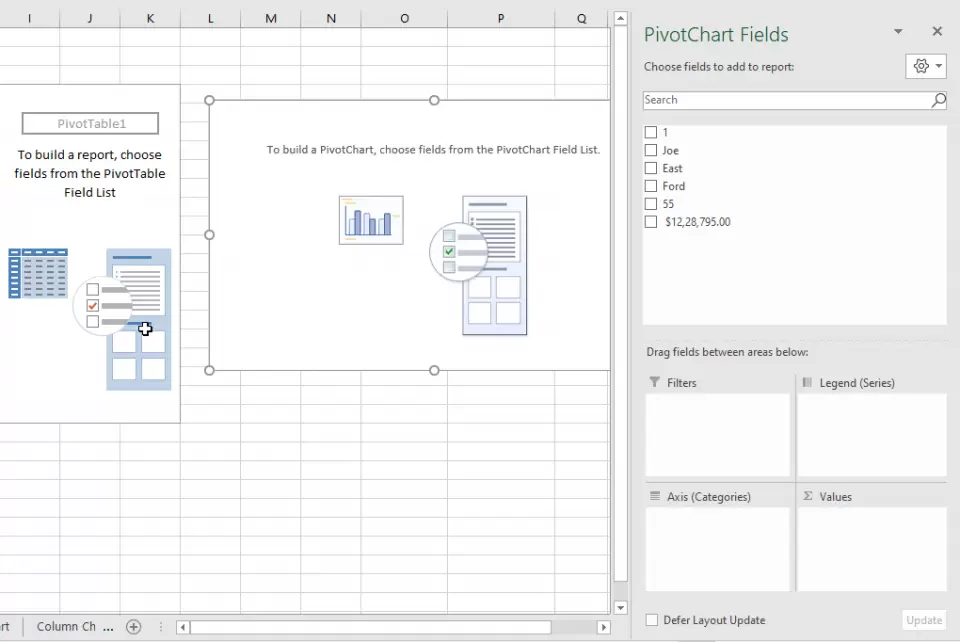 I J K L M N O P Q
PivotTable1
To build a report, choose
fields from the PivotTable
Field List
To build a PivotChart, choose fields from the PivotChart Field List.
PivotChart Fields
Choose fields to add to report:
Search
1
Joe
East
Ford
55
$12,28,795.00
Drag fields between areas below:
Filters
Legend (Series)
Axis (Categories)
Σ Values
Defer Layout Update
Update
rt
Column Ch ...